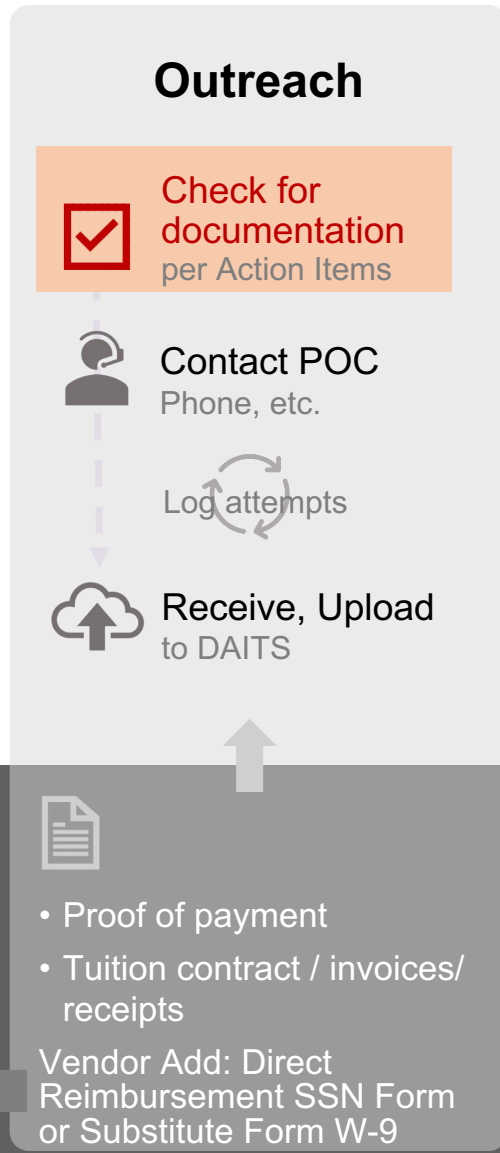 Outreach
Check for
documentation
per Action Items
Contact POC
Phone, etc.
Log attempts
Receive, Upload
to DAITS
• Proof of payment
• Tuition contract / invoices/
receipts
Vendor Add: Direct
Reimbursement SSN Form
or Substitute Form W-9